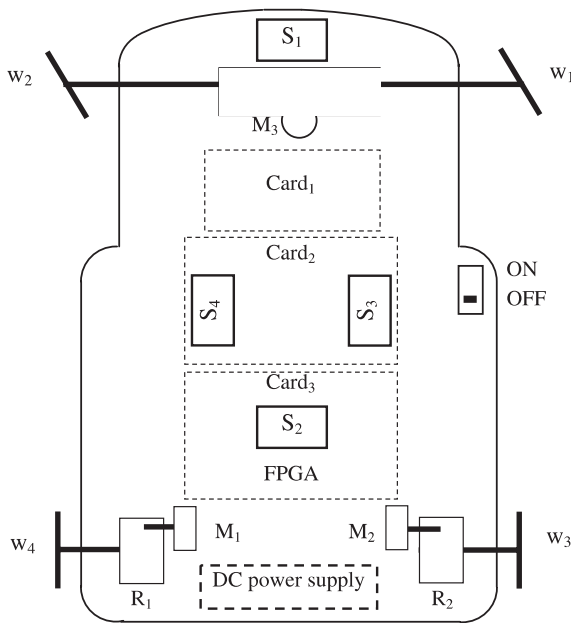 S1
w2
w1
M3
Card1
Card2
ON
OFF
S4
S3
Card3
S2
FPGA
w4
M1
M2
w3
DC power supply
R1
R2